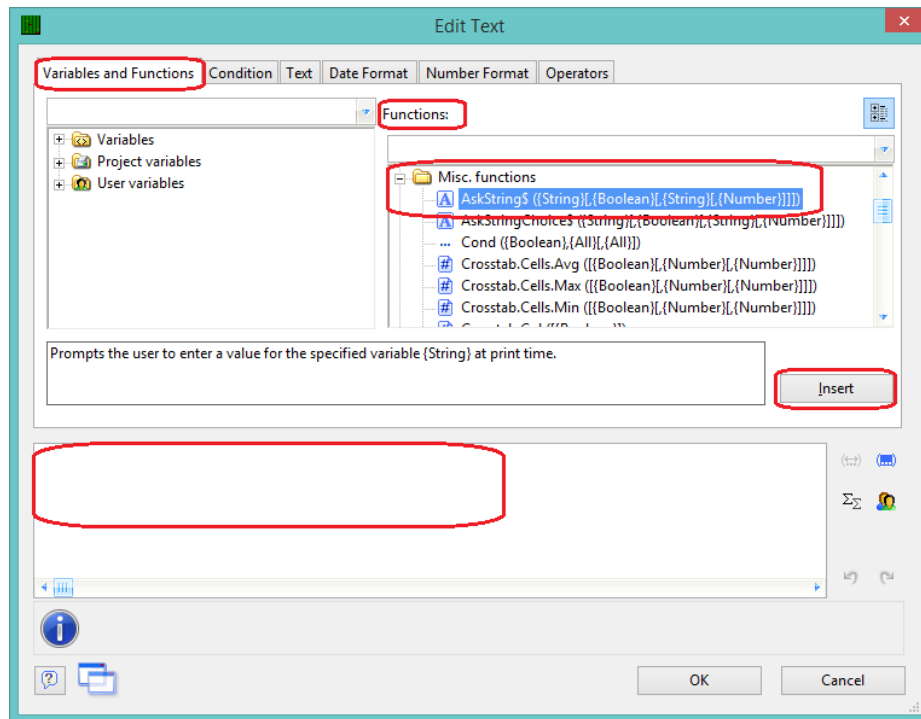 Edit Text
Variables and Functions Condition Text Date Format Number Format Operators
Functions:
Variables
Project variables
User variables
Misc. functions
AskString$ ({String}[,{Boolean}[,{String}[,{Number}]]])
AskStringChoice$ ({String}[,{Boolean}[,{String}[,{Number}]]])
Cond ({Boolean},{All}[,{All}])
Crosstab.Cells.Avg ([{Boolean}[,{Number}[,{Number}]]])
Crosstab.Cells.Max ([{Boolean}[,{Number}[,{Number}]]])
Crosstab.Cells.Min ([{Boolean}[,{Number}[,{Number}]]])
Prompts the user to enter a value for the specified variable {String} at print time.
Insert
OK Cancel